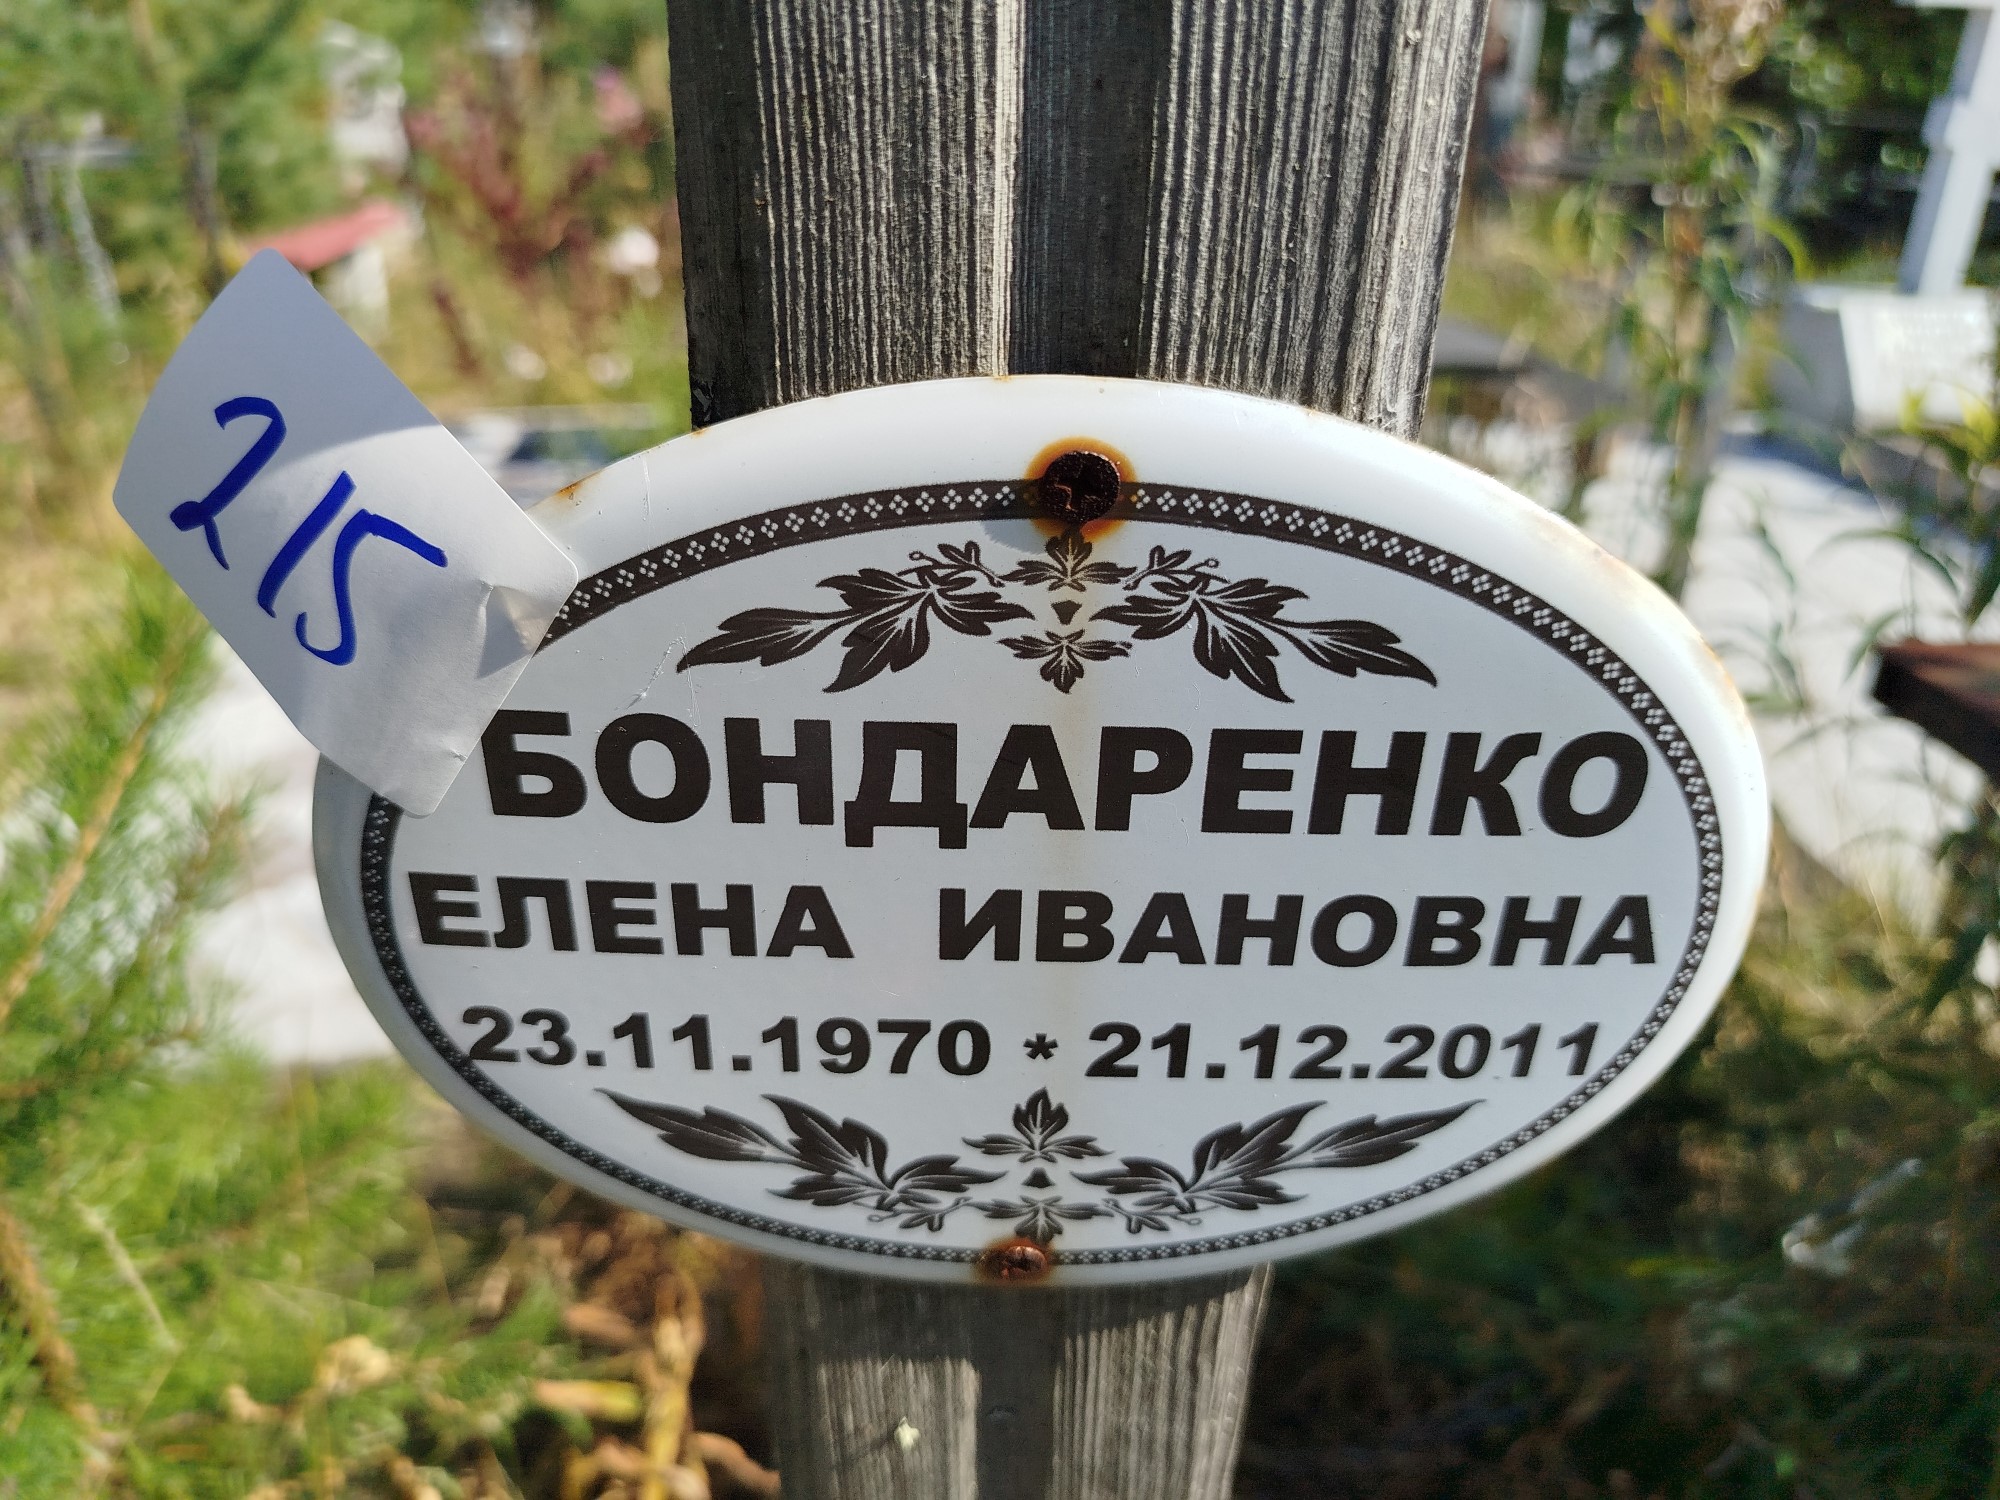 215
БОНДАРЕНКО
ЕЛЕНА ИВАНОВНА
23.11.1970 * 21.12.2011